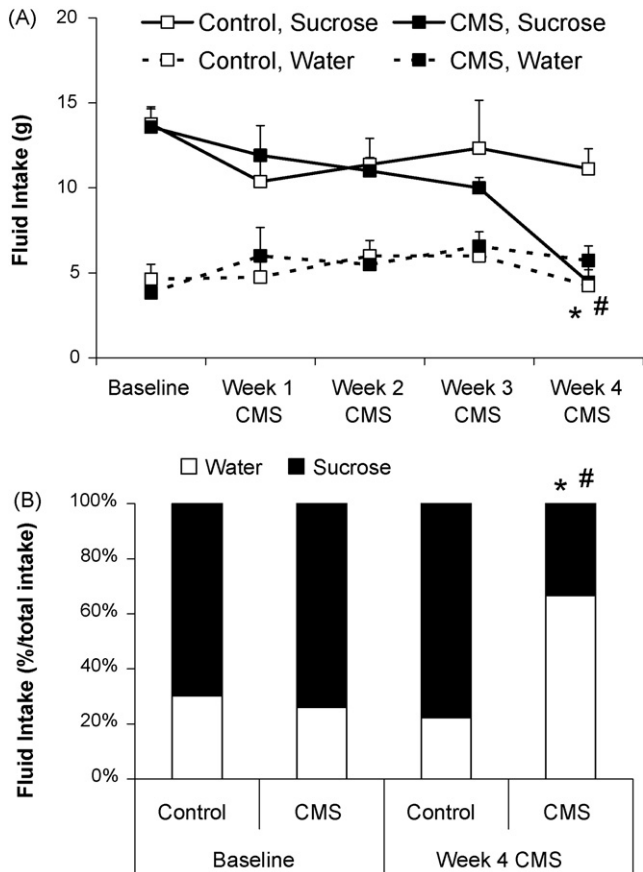 (A)
Control, Sucrose
CMS, Sucrose
Control, Water
CMS, Water
Fluid Intake (g)
20
15
10
5
0
* #
Baseline
Week 1
CMS
Week 2
CMS
Week 3
CMS
Week 4
CMS
(B)
Water
Sucrose
Fluid Intake (%/total intake)
100%
80%
60%
40%
20%
0%
* #
Control
CMS
Control
CMS
Baseline
Week 4 CMS